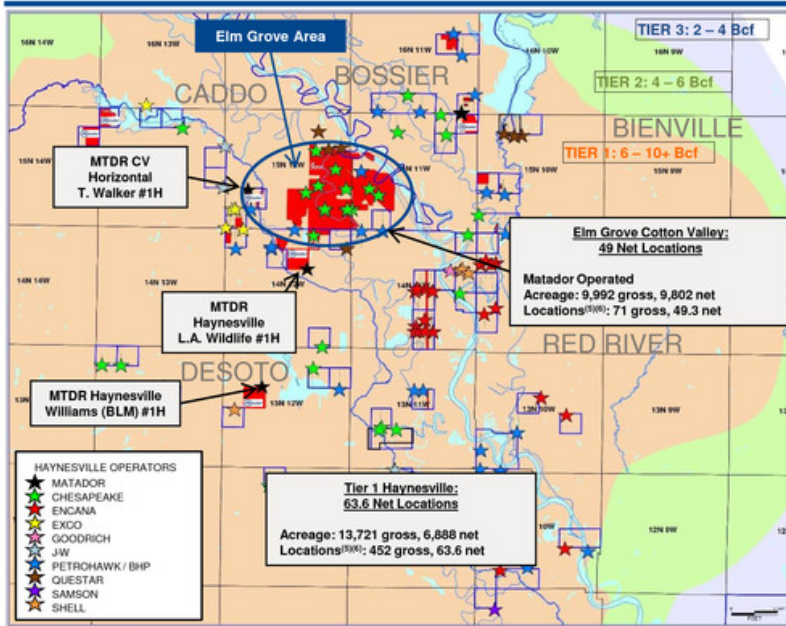 16N 14W
16N 13W
16N 12W
16N 11W
16N 10W
16N 9W
TIER 3: 2 – 4 Bcf
Elm Grove Area
TIER 2: 4 – 6 Bcf
CADDO
BOSSIER
BIENVILLE
15N 14W
15N 11W
15N 10W
TIER 1: 6 – 10+ Bcf
MTDR CV
Horizontal
T. Walker #1H
Elm Grove Cotton Valley:
49 Net Locations
Matador Operated
Acreage: 9,992 gross, 9,802 net
Locations(5)(6): 71 gross, 49.3 net
14N 14W
14N 13W
MTDR
Haynesville
L.A. Wildlife #1H
RED RIVER
DESOTO
MTDR Haynesville
Williams (BLM) #1H
13N 12W
13N 11W
13N 10W
13N 9W
HAYNESVILLE OPERATORS
MATADOR
CHESAPEAKE
ENCANA
EXCO
GOODRICH
J-W
PETROHAWK / BHP
QUESTAR
SAMSON
SHELL
Tier 1 Haynesville:
63.6 Net Locations
Acreage: 13,721 gross, 6,888 net
Locations(5)(6): 452 gross, 63.6 net
12N 9W
FEET